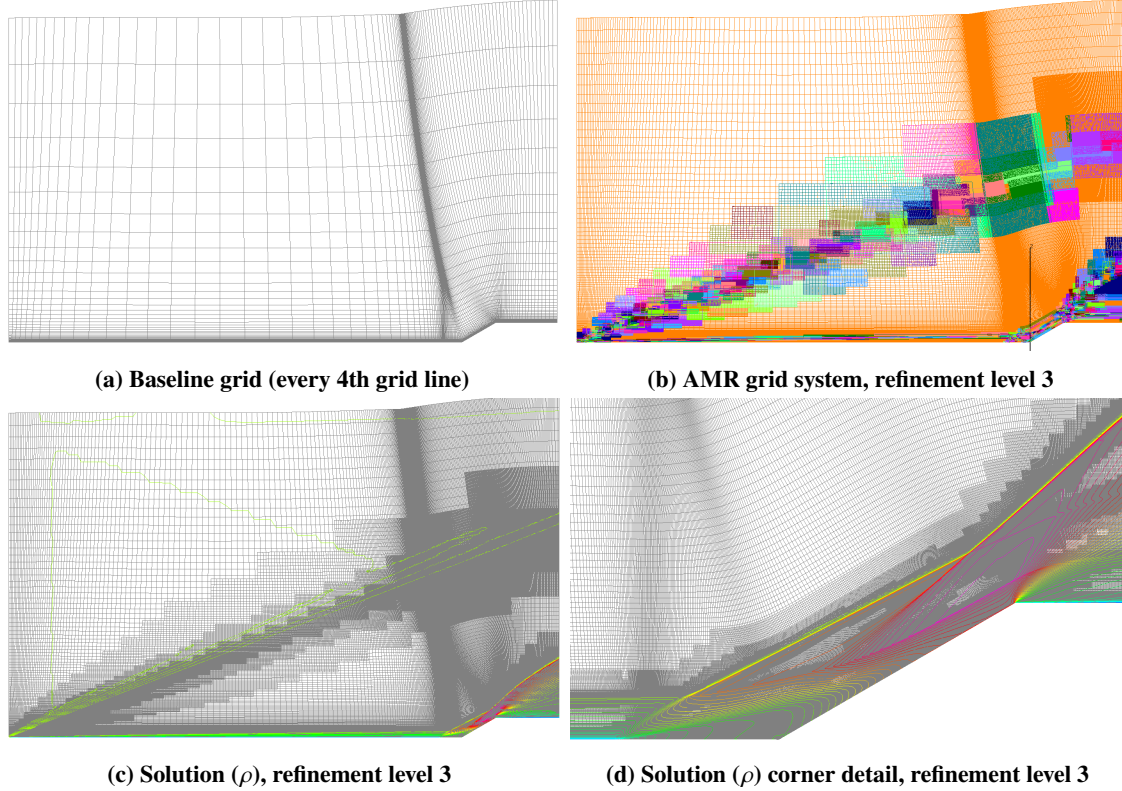 (a) Baseline grid (every 4th grid line)
(b) AMR grid system, refinement level 3
(c) Solution (ρ), refinement level 3
(d) Solution (ρ) corner detail, refinement level 3